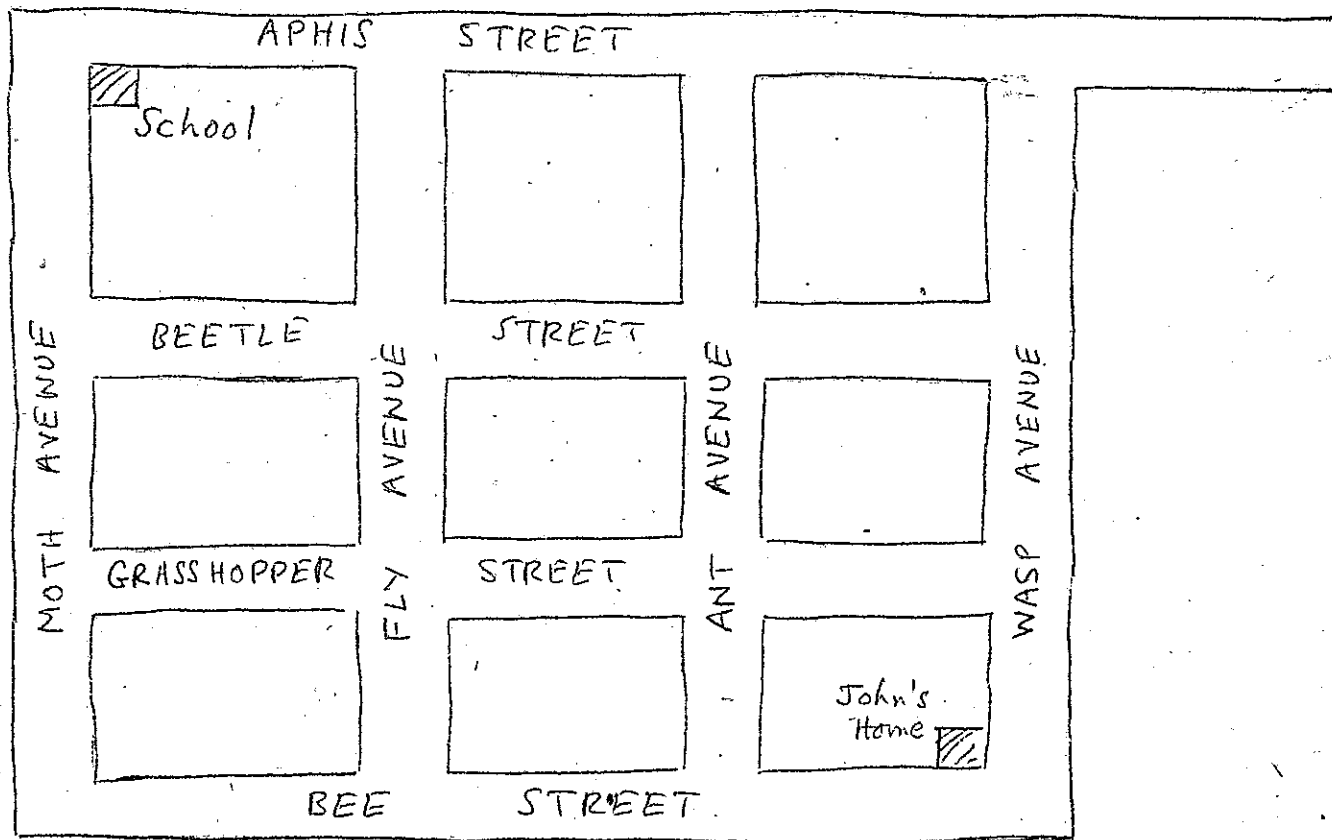 APHIS STREET
School
BEETLE STREET
MOTH AVENUE
FLY AVENUE
ANT AVENUE
WASP AVENUE
GRASSHOPPER STREET
John's
Home
BEE STREET